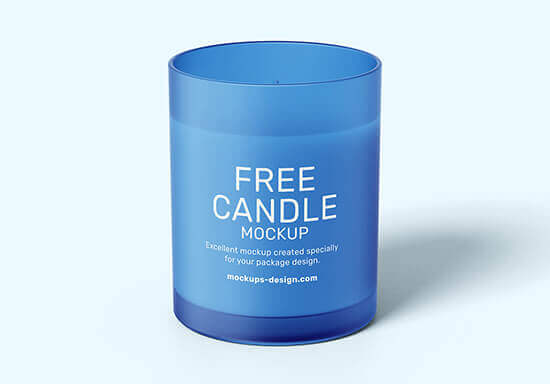 FREE
CANDLE
MOCKUP
Excellent mockup created specially
for your package design.
mockups-design.com